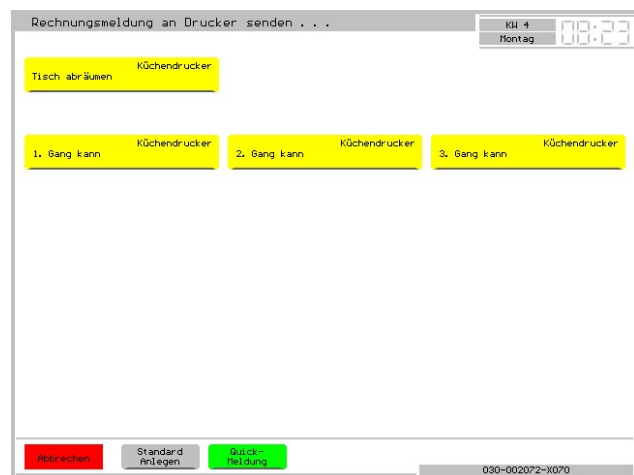 Rechnungsmeldung an Drucker senden . . .
KW 4
Montag
08:23
Küchendrucker
Tisch abräumen
Küchendrucker
1. Gang kann
Küchendrucker
2. Gang kann
Küchendrucker
3. Gang kann
Abbrechen
Standard
Anlegen
Quick-
Meldung
030-002072-X070